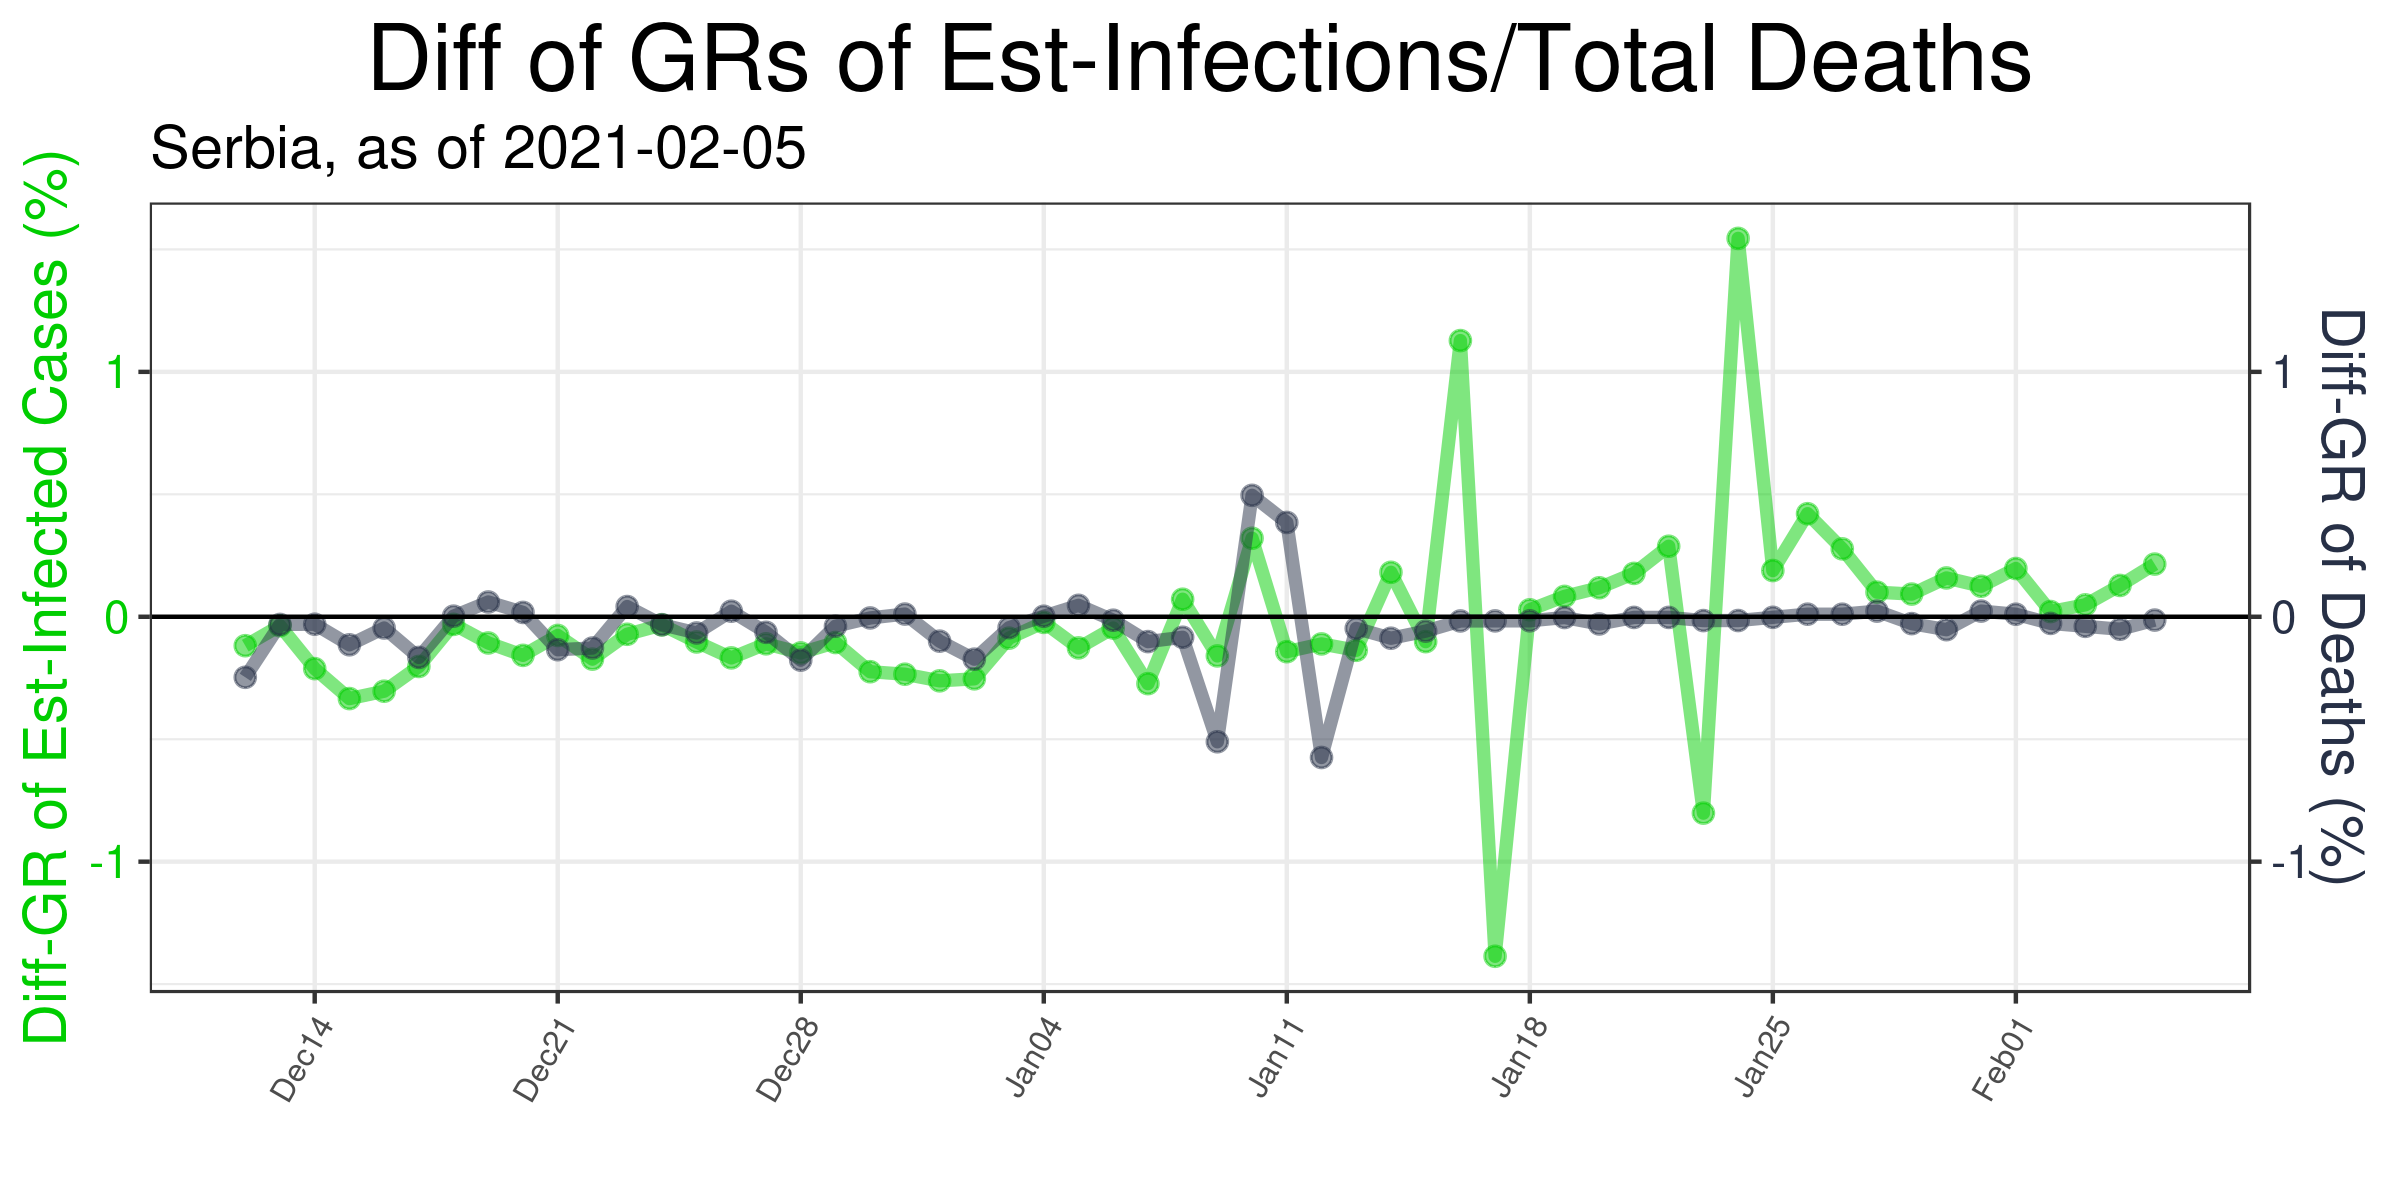 Diff of GRs of Est-Infections/Total Deaths
Serbia, as of 2021-02-05
Diff-GR of Est-Infected Cases (%)
1
0
-1
1
0
-1
Diff-GR of Deaths (%)
Dec14
Dec21
Dec28
Jan04
Jan11
Jan18
Jan25
Feb01